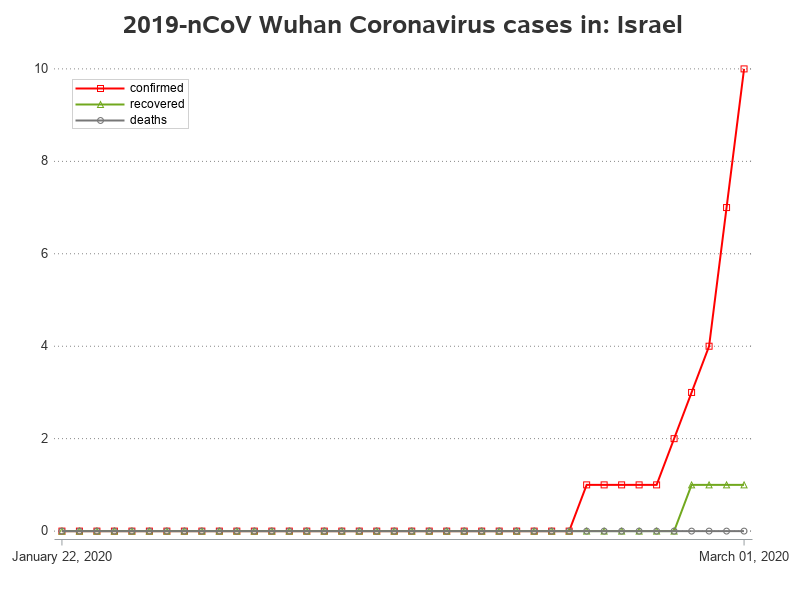 2019-nCoV Wuhan Coronavirus cases in: Israel
10
confirmed
recovered
deaths
8
6
4
2
0
January 22, 2020
March 01, 2020